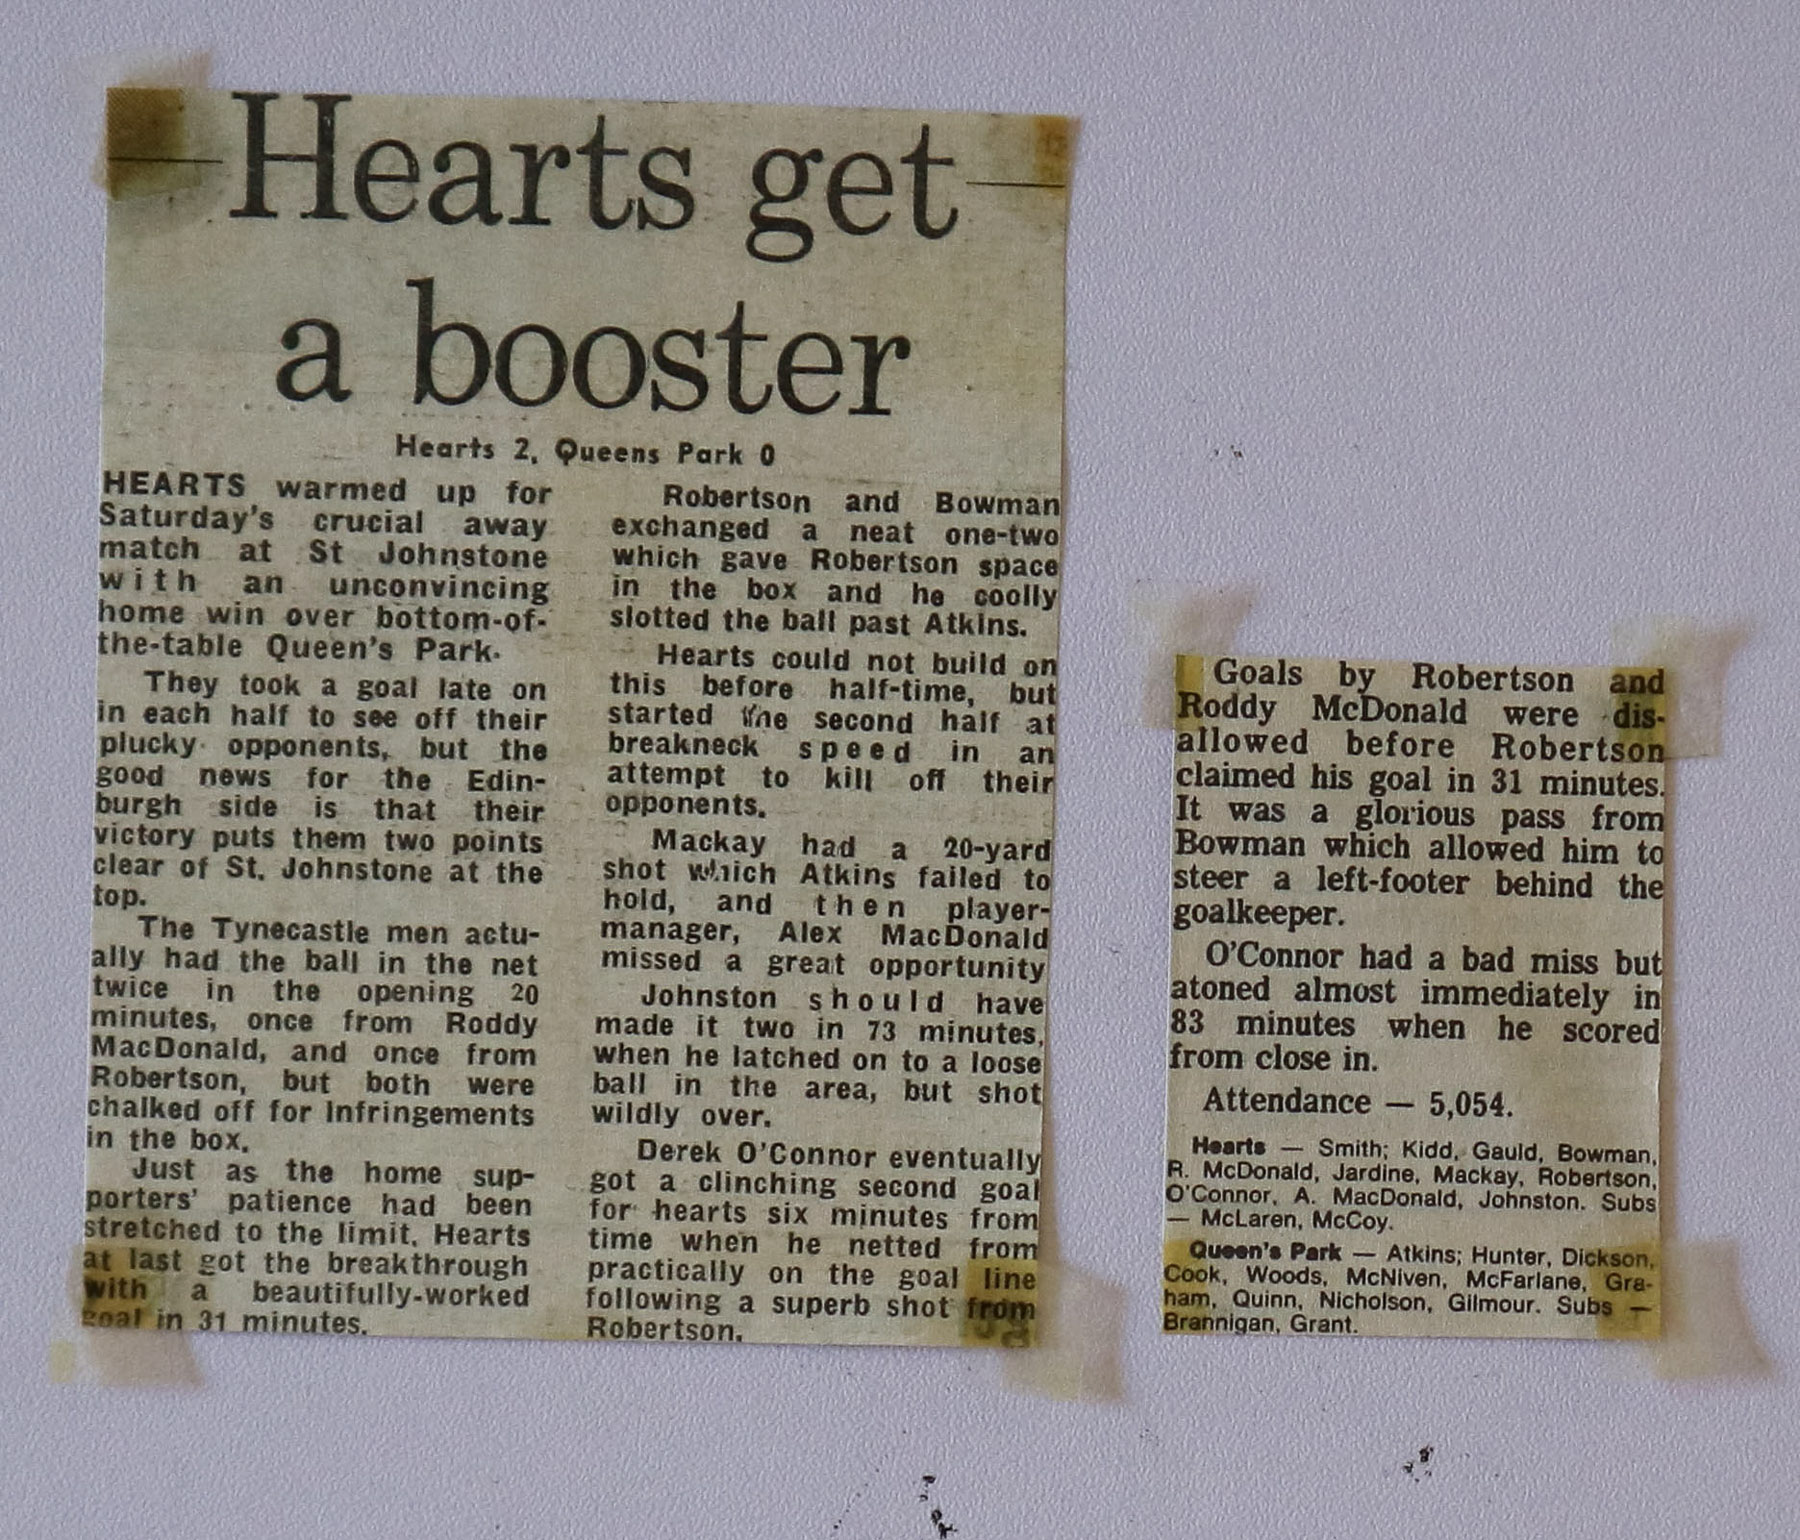 Hearts get
a booster
Hearts 2, Queens Park 0
HEARTS warmed up for
Saturday's crucial away
match at St Johnstone
with an unconvincing
home win over bottom-of-
the-table Queen's Park.
They took a goal late on
in each half to see off their
plucky opponents, but the
good news for the Edin-
burgh side is that their
victory puts them two points
clear of St. Johnstone at the
top.
The Tynecastle men actu-
ally had the ball in the net
twice in the opening 20
minutes, once from Roddy
MacDonald, and once from
Robertson, but both were
chalked off for infringements
in the box.
Just as the home sup-
porters' patience had been
stretched to the limit, Hearts
at last got the breakthrough
with a beautifully-worked
goal in 31 minutes.
Robertson and Bowman
exchanged a neat one-two
which gave Robertson space
in the box and he coolly
slotted the ball past Atkins.
Hearts could not build on
this before half-time, but
started the second half at
breakneck speed in an
attempt to kill off their
opponents.
Mackay had a 20-yard
shot which Atkins failed to
hold, and then player-
manager, Alex MacDonald
missed a great opportunity
Johnston should have
made it two in 73 minutes,
when he latched on to a loose
ball in the area, but shot
wildly over.
Derek O'Connor eventually
got a clinching second goal
for hearts six minutes from
time when he netted from
practically on the goal line
following a superb shot from
Robertson.
Goals by Robertson and
Roddy McDonald were dis-
allowed before Robertson
claimed his goal in 31 minutes.
It was a glorious pass from
Bowman which allowed him to
steer a left-footer behind the
goalkeeper.
O'Connor had a bad miss but
atoned almost immediately in
83 minutes when he scored
from close in.
Attendance — 5,054.
Hearts — Smith; Kidd, Gauld, Bowman,
R. McDonald, Jardine, Mackay, Robertson,
O'Connor, A. MacDonald, Johnston. Subs
— McLaren, McCoy.
Queen's Park — Atkins; Hunter, Dickson,
Cook, Woods, McNiven, McFarlane, Gra-
ham, Quinn, Nicholson, Gilmour. Subs —
Brannigan, Grant.